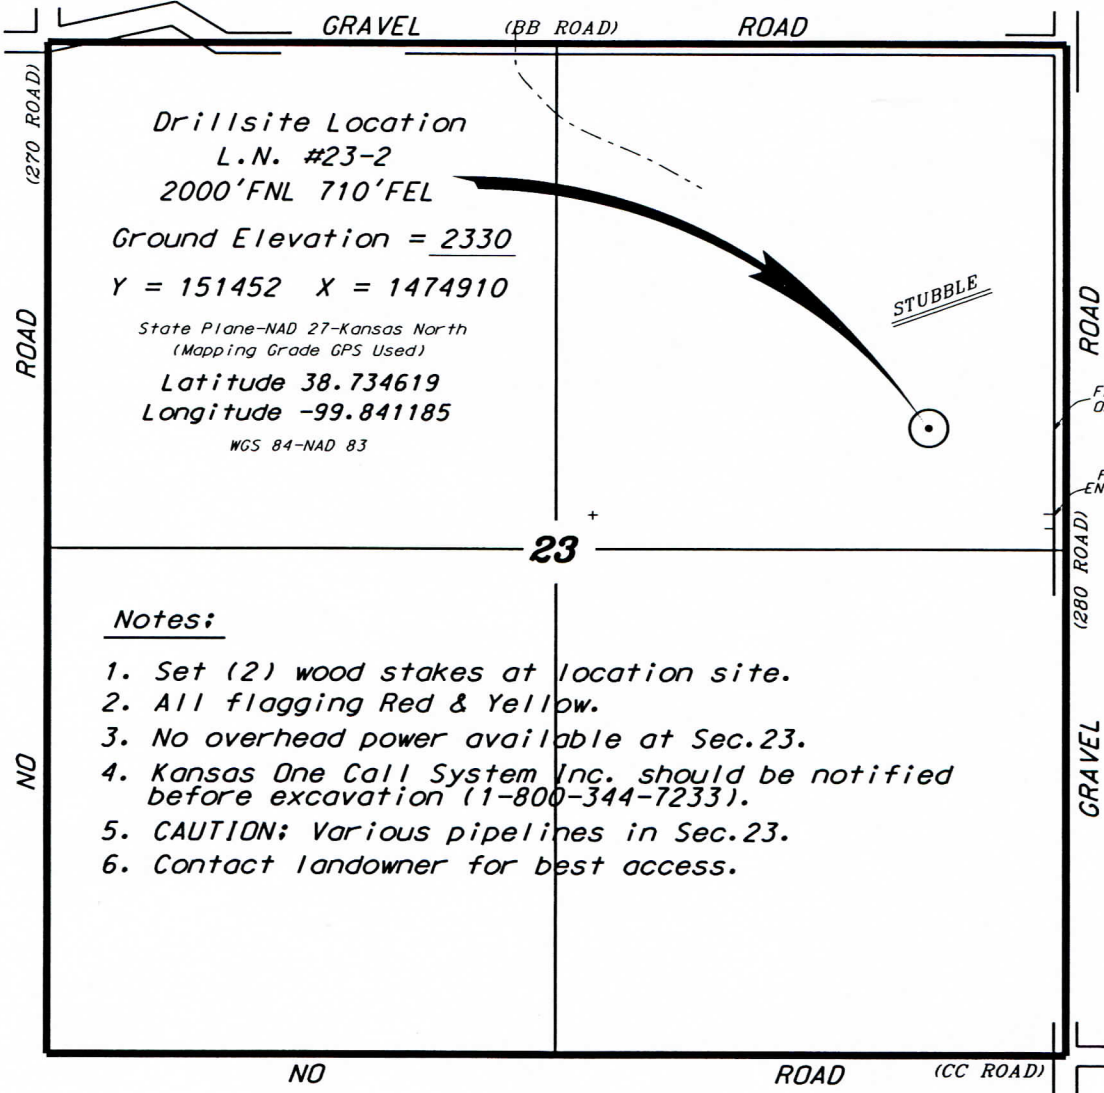 GRAVEL (BB ROAD) ROAD
(270 ROAD)
Drillsite Location
L.N. #23-2
2000'FNL 710'FEL
Ground Elevation = 2330
Y = 151452 X = 1474910
State Plane-NAD 27-Kansas North
(Mapping Grade GPS Used)
Latitude 38.734619
Longitude -99.841185
WGS 84-NAD 83
STUBBLE
ROAD
ROAD
23
(280 ROAD)
Notes:
1. Set (2) wood stakes at location site.
2. All flagging Red & Yellow.
3. No overhead power available at Sec.23.
4. Kansas One Call System Inc. should be notified
before excavation (1-800-344-7233).
5. CAUTION: Various pipelines in Sec.23.
6. Contact landowner for best access.
NO
GRAVEL
NO ROAD (CC ROAD)